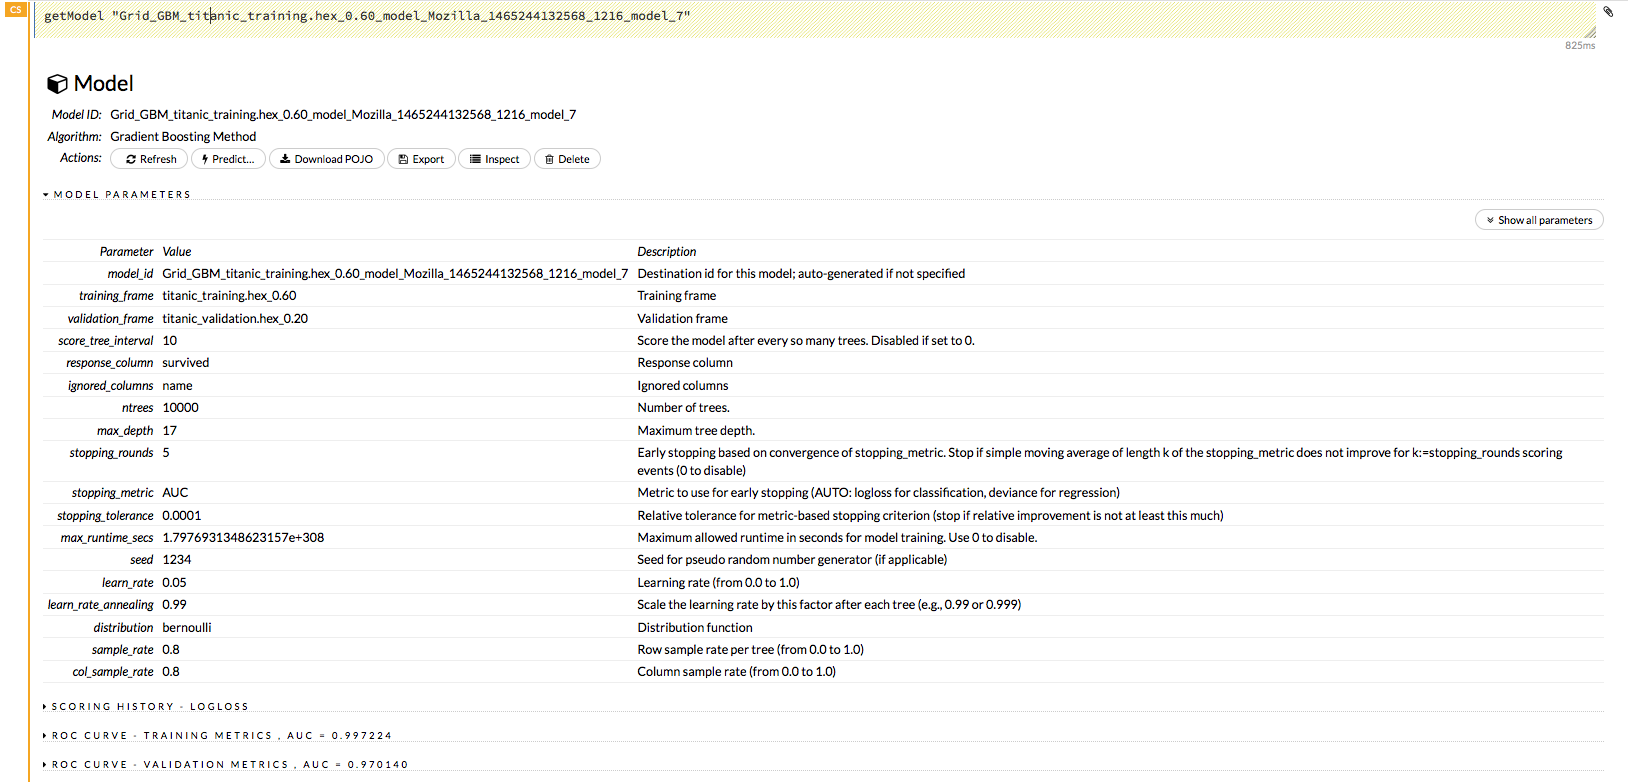 CS
getModel "Grid_GBM_titanic_training.hex_0.60_model_Mozilla_1465244132568_1216_model_7"
825ms
Model
Model ID: Grid_GBM_titanic_training.hex_0.60_model_Mozilla_1465244132568_1216_model_7
Algorithm: Gradient Boosting Method
Actions: Refresh Predict... Download POJO Export Inspect Delete
MODEL PARAMETERS
Show all parameters
Parameter Value Description
model_id Grid_GBM_titanic_training.hex_0.60_model_Mozilla_1465244132568_1216_model_7 Destination id for this model; auto-generated if not specified
training_frame titanic_training.hex_0.60 Training frame
validation_frame titanic_validation.hex_0.20 Validation frame
score_tree_interval 10 Score the model after every so many trees. Disabled if set to 0.
response_column survived Response column
ignored_columns name Ignored columns
ntrees 10000 Number of trees.
max_depth 17 Maximum tree depth.
stopping_rounds 5 Early stopping based on convergence of stopping_metric. Stop if simple moving average of length k of the stopping_metric does not improve for k:=stopping_rounds scoring
events (0 to disable)
stopping_metric AUC Metric to use for early stopping (AUTO: logloss for classification, deviance for regression)
stopping_tolerance 0.0001 Relative tolerance for metric-based stopping criterion (stop if relative improvement is not at least this much)
max_runtime_secs 1.7976931348623157e+308 Maximum allowed runtime in seconds for model training. Use 0 to disable.
seed 1234 Seed for pseudo random number generator (if applicable)
learn_rate 0.05 Learning rate (from 0.0 to 1.0)
learn_rate_annealing 0.99 Scale the learning rate by this factor after each tree (e.g., 0.99 or 0.999)
distribution bernoulli Distribution function
sample_rate 0.8 Row sample rate per tree (from 0.0 to 1.0)
col_sample_rate 0.8 Column sample rate (from 0.0 to 1.0)
SCORING HISTORY - LOGLOSS
ROC CURVE - TRAINING METRICS , AUC = 0.997224
ROC CURVE - VALIDATION METRICS , AUC = 0.970140